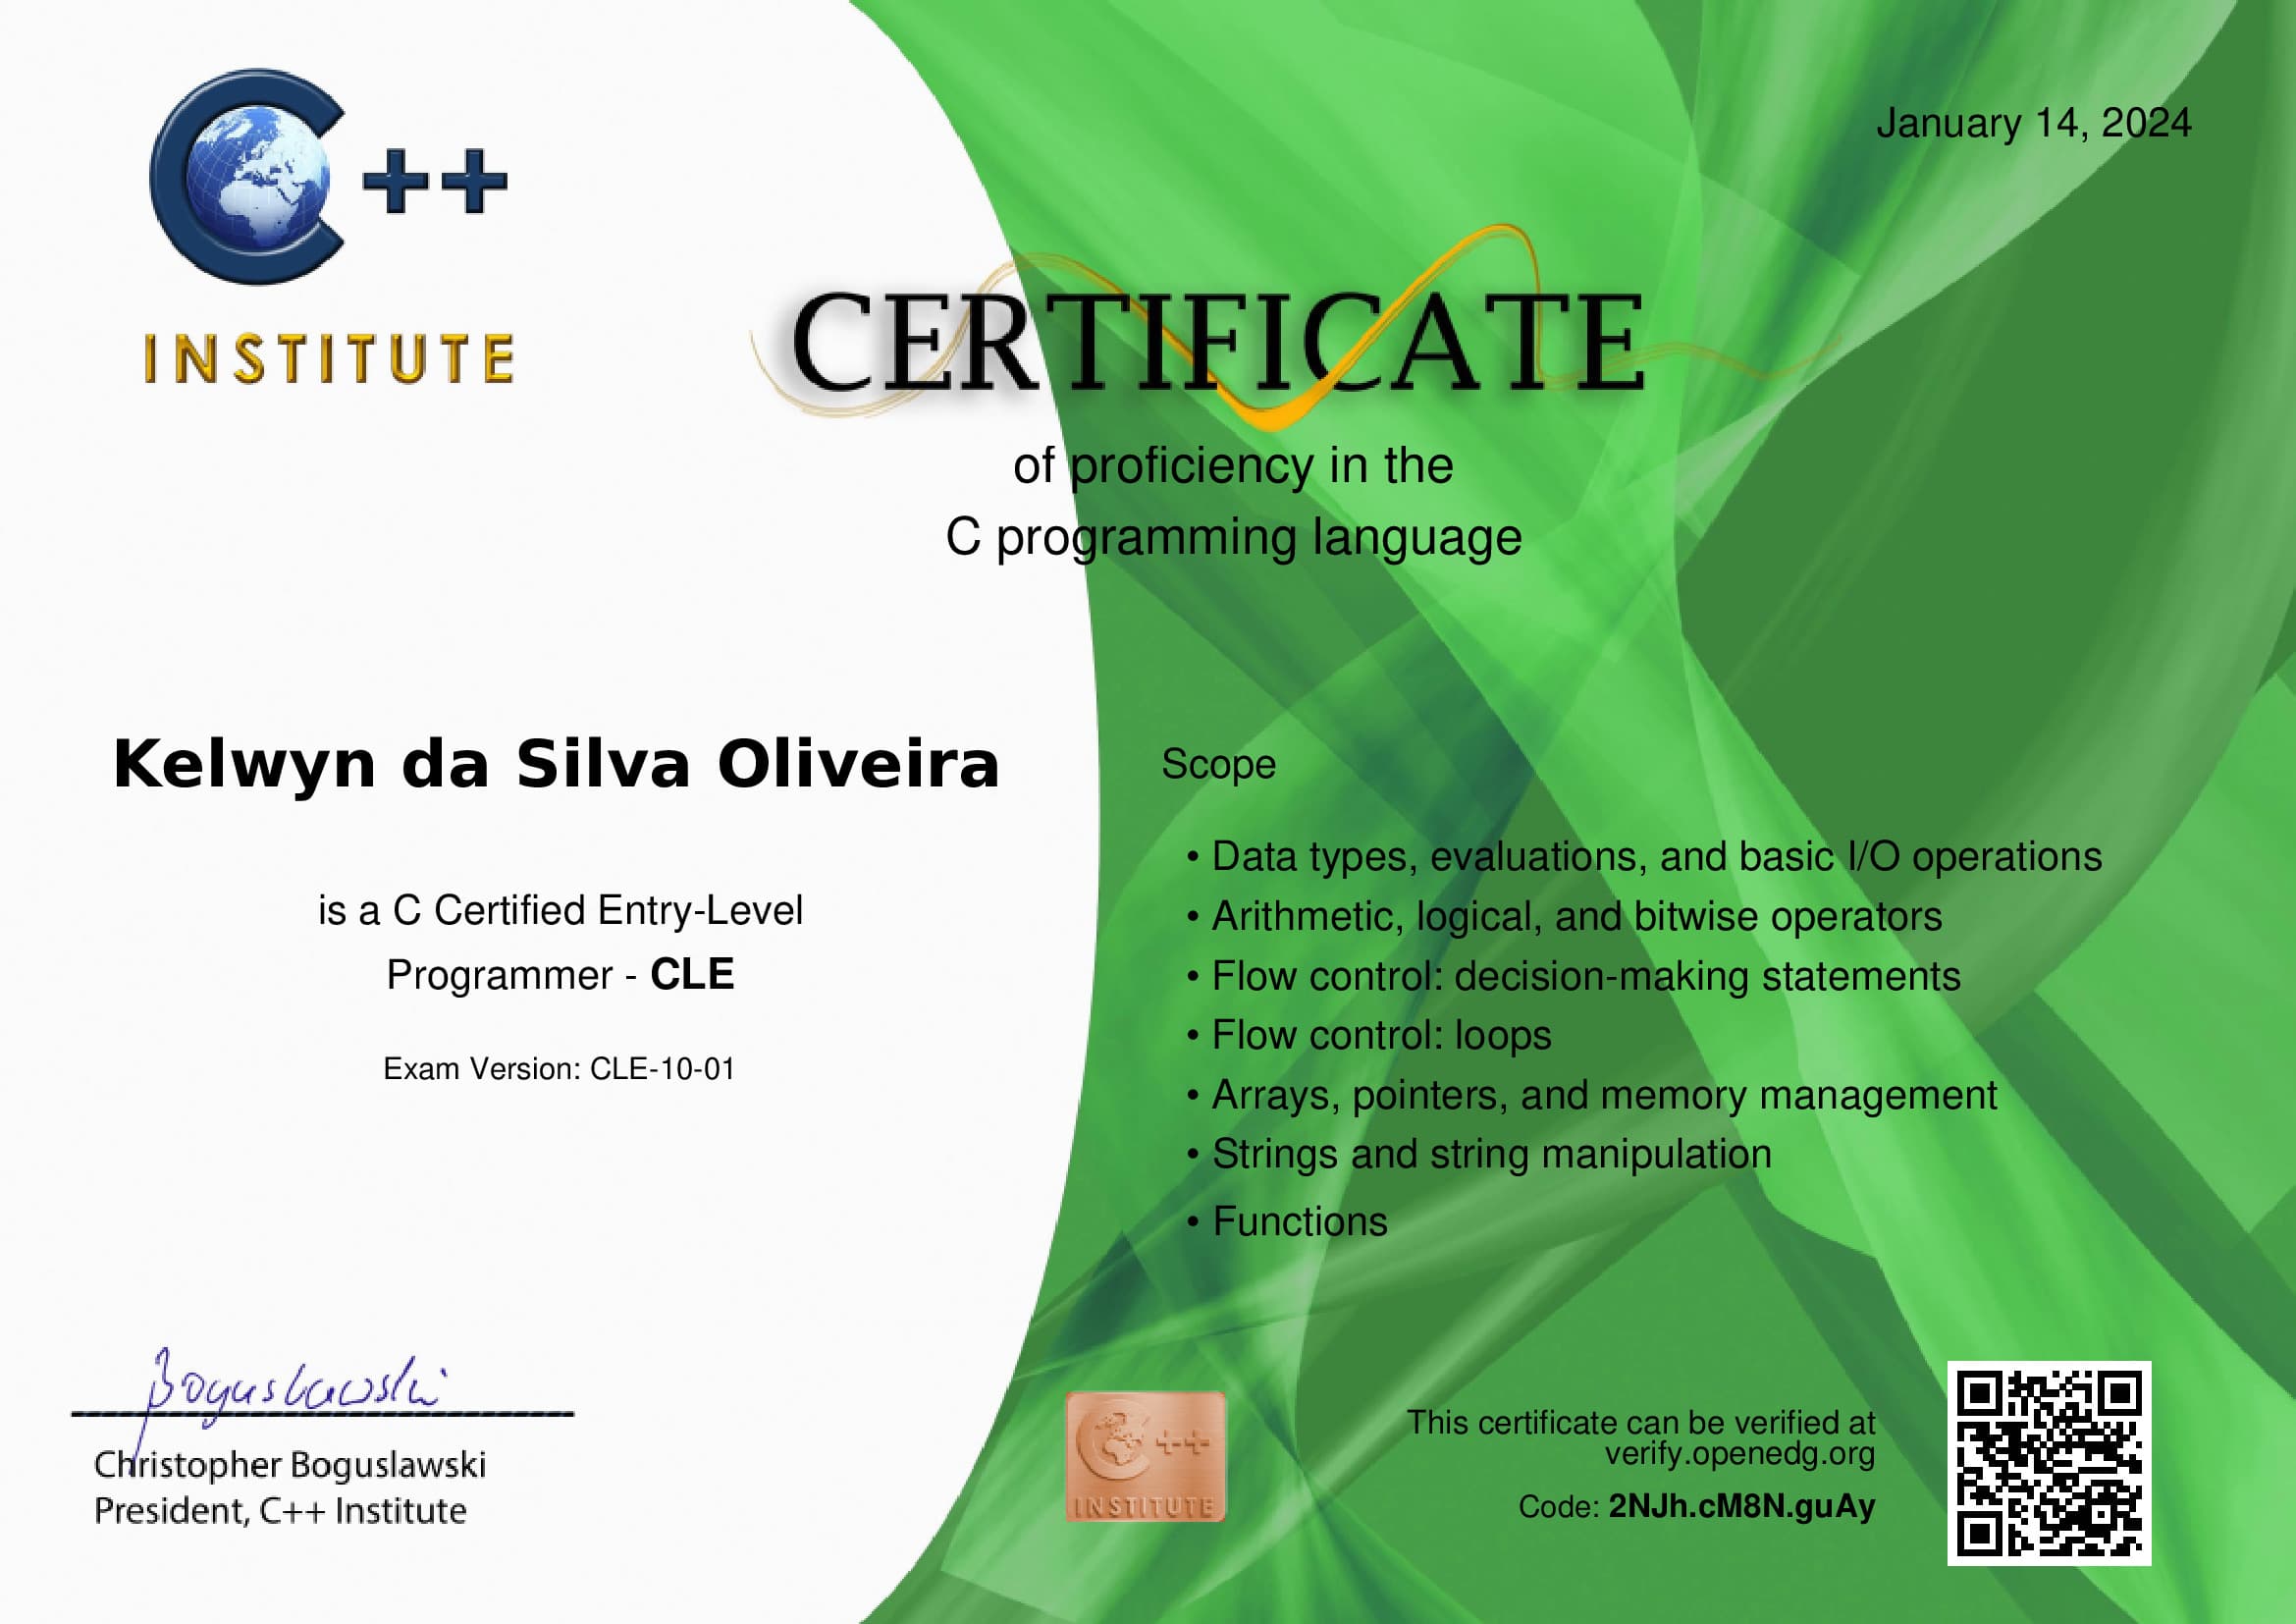 C++
INSTITUTE
January 14, 2024
CERTIFICATE
of proficiency in the
C programming language
Kelwyn da Silva Oliveira
is a C Certified Entry-Level
Programmer - CLE
Exam Version: CLE-10-01
Scope
• Data types, evaluations, and basic I/O operations
• Arithmetic, logical, and bitwise operators
• Flow control: decision-making statements
• Flow control: loops
• Arrays, pointers, and memory management
• Strings and string manipulation
• Functions
Boguslawski
Christopher Boguslawski
President, C++ Institute
C++
INSTITUTE
This certificate can be verified at
verify.openedg.org
Code: 2NJh.cM8N.guAy